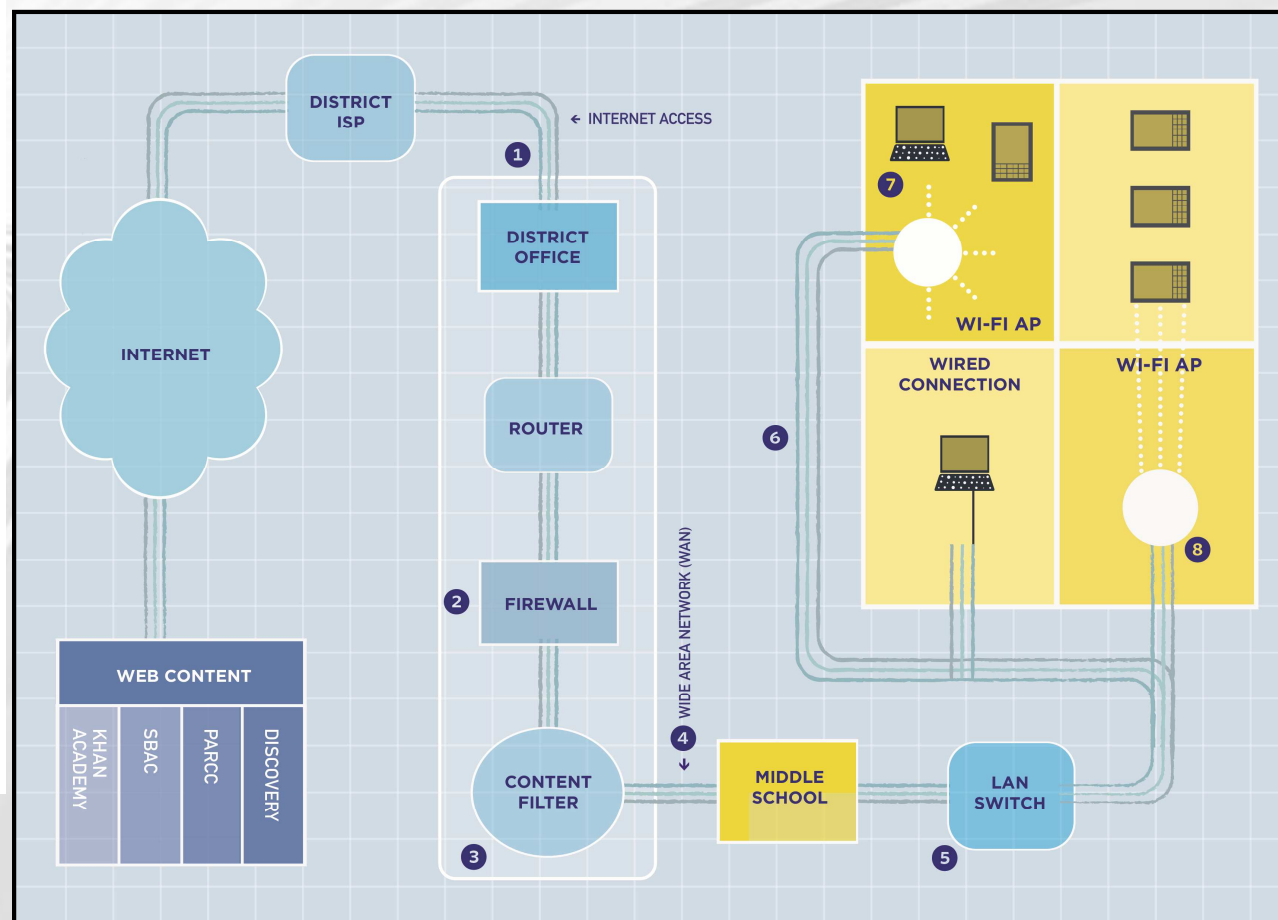 DISTRICT
ISP
← INTERNET ACCESS
1
DISTRICT
OFFICE
INTERNET
ROUTER
2
FIREWALL
WEB CONTENT
KHAN
ACADEMY
SBAC
PARCC
DISCOVERY
CONTENT
FILTER
3
WIDE AREA NETWORK (WAN)
4
↓
MIDDLE
SCHOOL
LAN
SWITCH
5
6
7
WI-FI AP
WIRED
CONNECTION
WI-FI AP
8